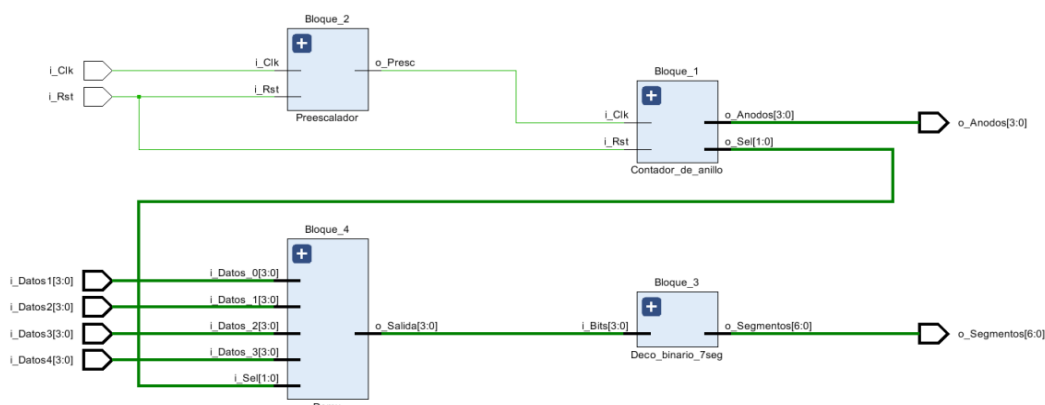 Bloque_2
i_Clk
i_Clk
o_Presc
i_Rst
i_Rst
Preescalador
Bloque_1
i_Clk
o_Anodos[3:0]
o_Anodos[3:0]
i_Rst
o_Sel[1:0]
Contador_de_anillo
Bloque_4
i_Datos1[3:0]
i_Datos_0[3:0]
i_Datos2[3:0]
i_Datos_1[3:0]
i_Datos3[3:0]
i_Datos_2[3:0]
o_Salida[3:0]
i_Datos4[3:0]
i_Datos_3[3:0]
i_Sel[1:0]
Bloque_3
i_Bits[3:0]
o_Segmentos[6:0]
o_Segmentos[6:0]
Deco_binario_7seg